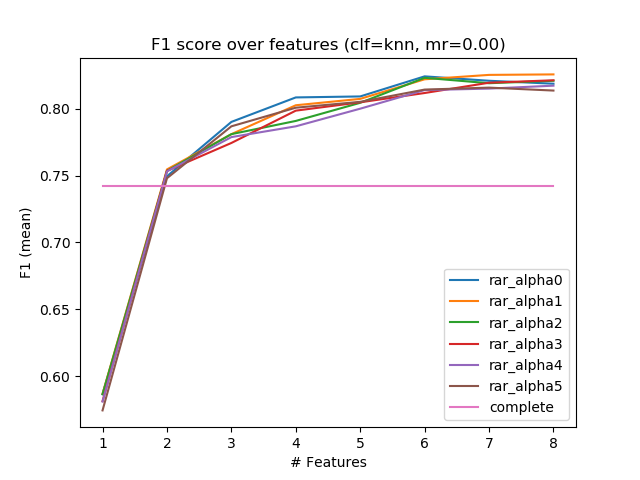 F1 score over features (clf=knn, mr=0.00)
F1 (mean)
0.80
0.75
0.70
0.65
0.60
1 2 3 4 5 6 7 8
# Features
rar_alpha0
rar_alpha1
rar_alpha2
rar_alpha3
rar_alpha4
rar_alpha5
complete